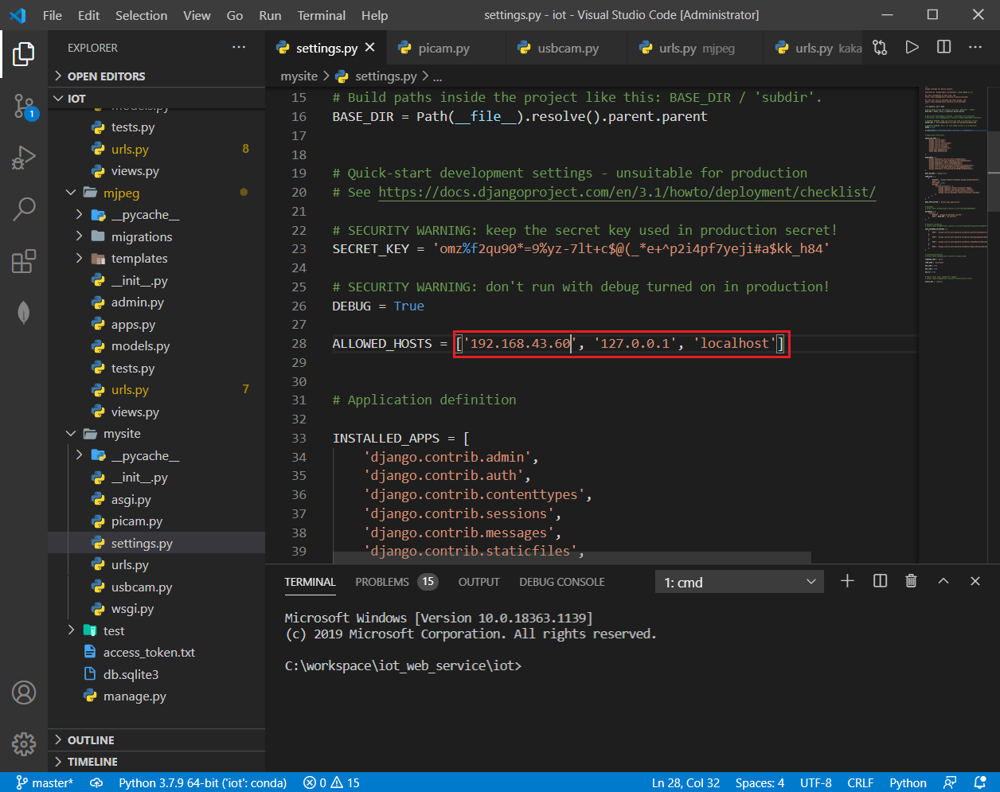 File Edit Selection View Go Run Terminal Help
settings.py - iot - Visual Studio Code [Administrator]
EXPLORER
OPEN EDITORS
IOT
models.py
tests.py
urls.py 8
views.py
mjpeg
__pycache__
migrations
templates
__init__.py
admin.py
apps.py
models.py
tests.py
urls.py 7
views.py
mysite
__pycache__
__init__.py
asgi.py
picam.py
settings.py
urls.py
usbcam.py
wsgi.py
test
access_token.txt
db.sqlite3
manage.py
OUTLINE
TIMELINE
1
settings.py picam.py usbcam.py urls.py mjpeg urls.py kaka
mysite > settings.py > ...
15 # Build paths inside the project like this: BASE_DIR / 'subdir'.
16 BASE_DIR = Path(__file__).resolve().parent.parent
17
18
19 # Quick-start development settings - unsuitable for production
20 # See https://docs.djangoproject.com/en/3.1/howto/deployment/checklist/
21
22 # SECURITY WARNING: keep the secret key used in production secret!
23 SECRET_KEY = 'omz%f2qu90*=9%yz-7lt+c$@(_*e+^p2i4pf7yeji#a$kk_h84'
24
25 # SECURITY WARNING: don't run with debug turned on in production!
26 DEBUG = True
27
28 ALLOWED_HOSTS = ['192.168.43.60', '127.0.0.1', 'localhost']
29
30
31 # Application definition
32
33 INSTALLED_APPS = [
34 'django.contrib.admin',
35 'django.contrib.auth',
36 'django.contrib.contenttypes',
37 'django.contrib.sessions',
38 'django.contrib.messages',
39 'django.contrib.staticfiles',
TERMINAL PROBLEMS 15 OUTPUT DEBUG CONSOLE 1: cmd
Microsoft Windows [Version 10.0.18363.1139]
(c) 2019 Microsoft Corporation. All rights reserved.
C:\workspace\iot_web_service\iot>
master* Python 3.7.9 64-bit ('iot': conda) 0 15 Ln 28, Col 32 Spaces: 4 UTF-8 CRLF Python